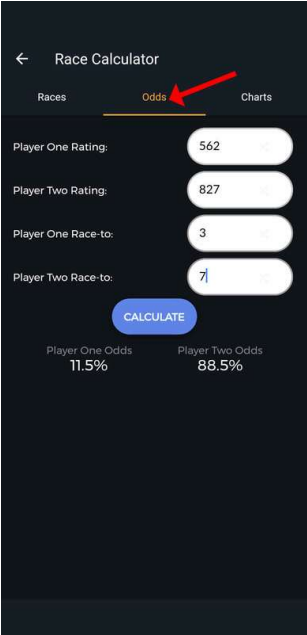 Race Calculator
Races Odds Charts
Player One Rating: 562
Player Two Rating: 827
Player One Race-to: 3
Player Two Race-to: 7
CALCULATE
Player One Odds Player Two Odds
11.5% 88.5%